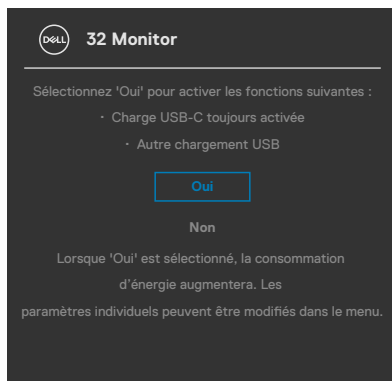 DELL
32 Monitor
Sélectionnez 'Oui' pour activer les fonctions suivantes :
· Charge USB-C toujours activée
· Autre chargement USB
Oui
Non
Lorsque 'Oui' est sélectionné, la consommation
d'énergie augmentera. Les
paramètres individuels peuvent être modifiés dans le menu.